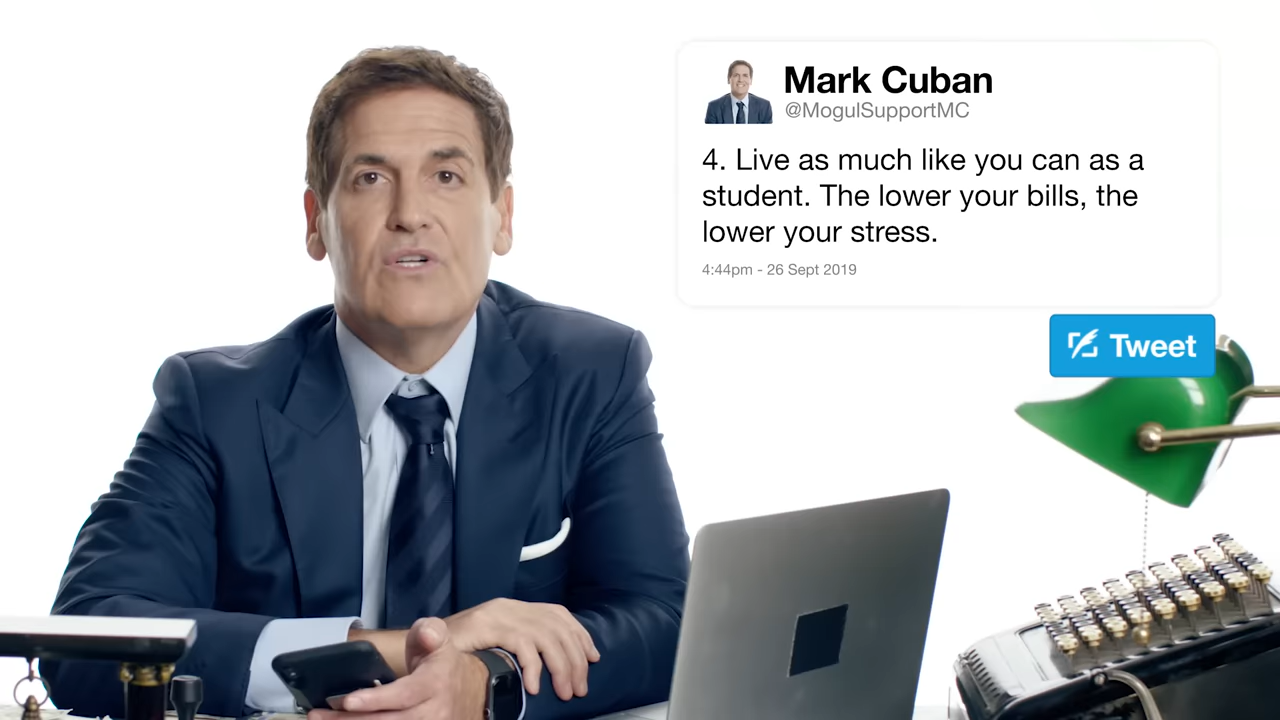 Mark Cuban
@MogulSupportMC
4. Live as much like you can as a
student. The lower your bills, the
lower your stress.
4:44pm - 26 Sept 2019
Tweet